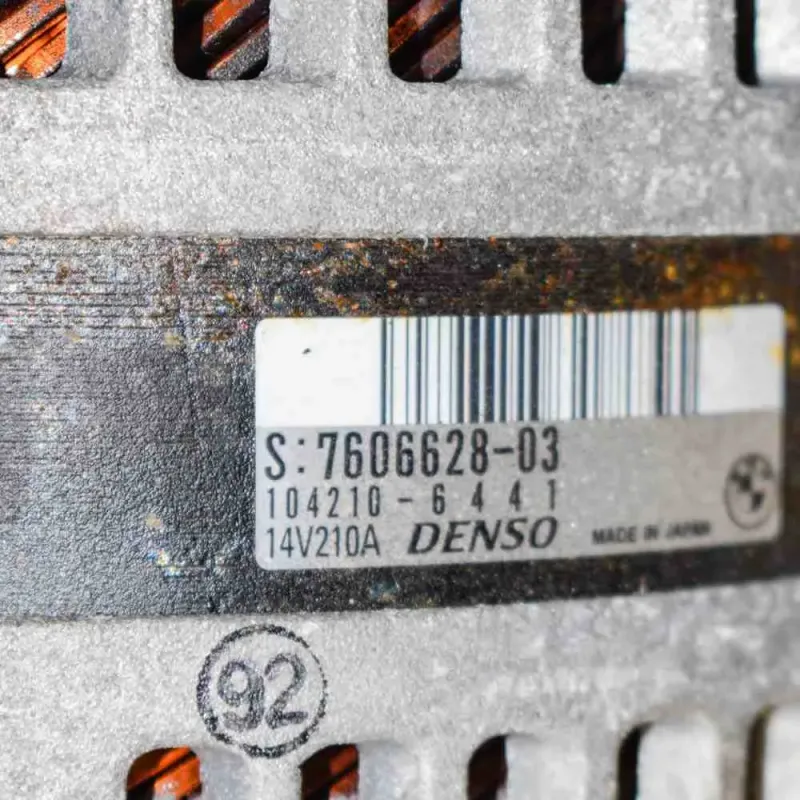 S:7606628-03
104210-6441
14V210A DENSO MADE IN JAPAN
92